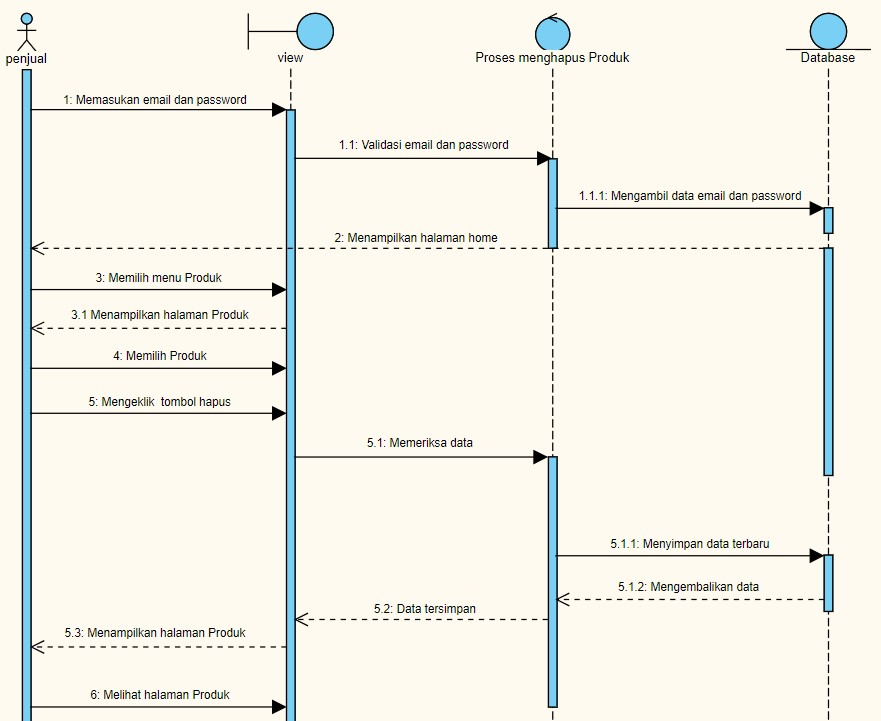 penjual
view
Proses menghapus Produk
Database
1: Memasukan email dan password
1.1: Validasi email dan password
1.1.1: Mengambil data email dan password
2: Menampilkan halaman home
3: Memilih menu Produk
3.1 Menampilkan halaman Produk
4: Memilih Produk
5: Mengeklik tombol hapus
5.1: Memeriksa data
5.1.1: Menyimpan data terbaru
5.1.2: Mengembalikan data
5.2: Data tersimpan
5.3: Menampilkan halaman Produk
6: Melihat halaman Produk